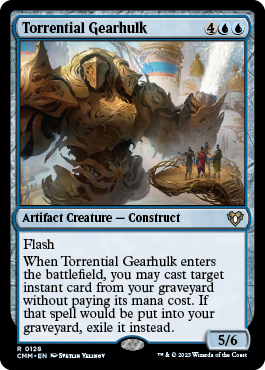 Torrential Gearhulk 4
Artifact Creature — Construct
Flash
When Torrential Gearhulk enters
the battlefield, you may cast target
instant card from your graveyard
without paying its mana cost. If
that spell would be put into your
graveyard, exile it instead.
5/6
R 0128
CMM • EN Svetlin Velinov
™ & © 2023 Wizards of the Coast